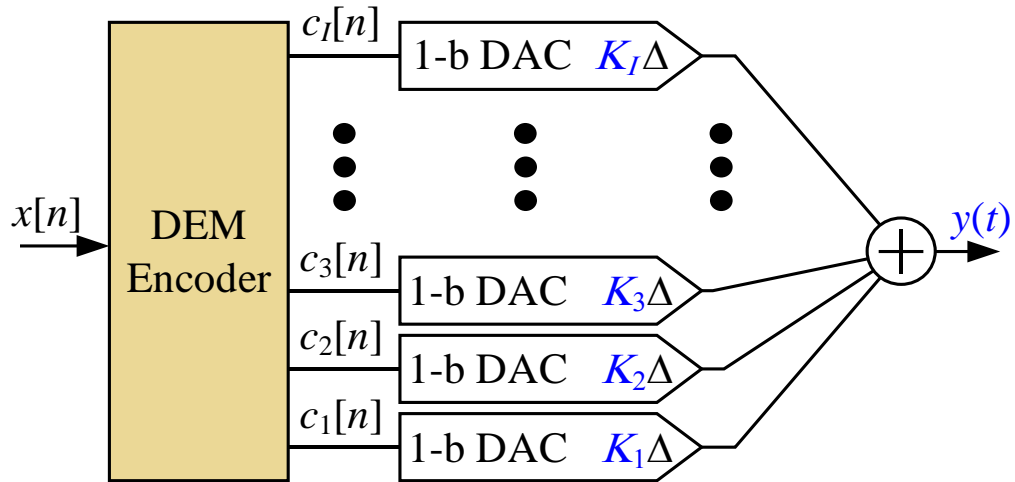 x[n]
DEM
Encoder
c_I[n]
1-b DAC K_IΔ
c_3[n]
1-b DAC K_3Δ
c_2[n]
1-b DAC K_2Δ
c_1[n]
1-b DAC K_1Δ
y(t)